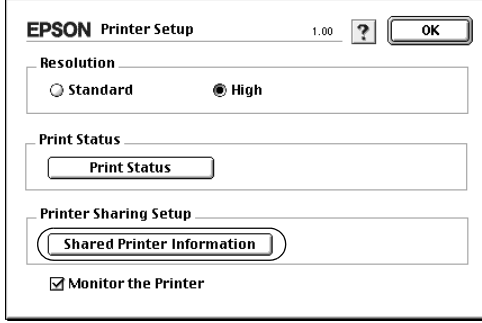 EPSON Printer Setup 1.00 ? OK
Resolution
Standard High
Print Status
Print Status
Printer Sharing Setup
Shared Printer Information
Monitor the Printer